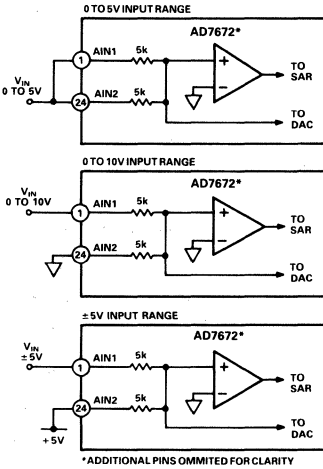 0 TO 5V INPUT RANGE
AD7672*
VIN
0 TO 5V
1
AIN1
5k
+
TO
SAR
24
AIN2
5k
−
TO
DAC
0 TO 10V INPUT RANGE
AD7672*
VIN
0 TO 10V
1
AIN1
5k
+
TO
SAR
24
AIN2
5k
−
TO
DAC
±5V INPUT RANGE
AD7672*
VIN
±5V
1
AIN1
5k
+
TO
SAR
24
AIN2
5k
−
+5V
TO
DAC
*ADDITIONAL PINS OMMITED FOR CLARITY